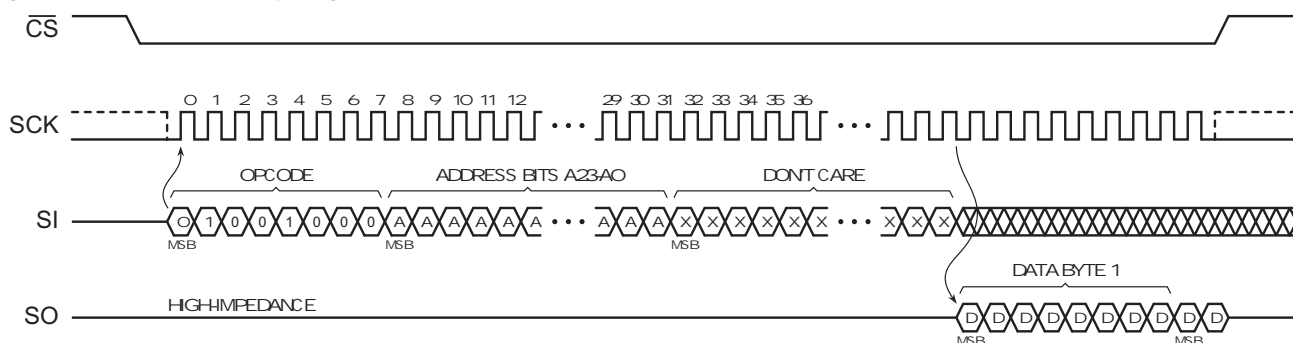 CS
0 1 2 3 4 5 6 7 8 9 10 11 12 29 30 31 32 33 34 35 36
SCK
OPCODE ADDRESS BITS A23-A0 DON'T CARE
SI 0 1 0 0 1 0 0 0 A A A A A A A A A X X X X X X X X X
MSB MSB MSB
DATA BYTE 1
HIGH-IMPEDANCE
SO D D D D D D D D D D
MSB MSB